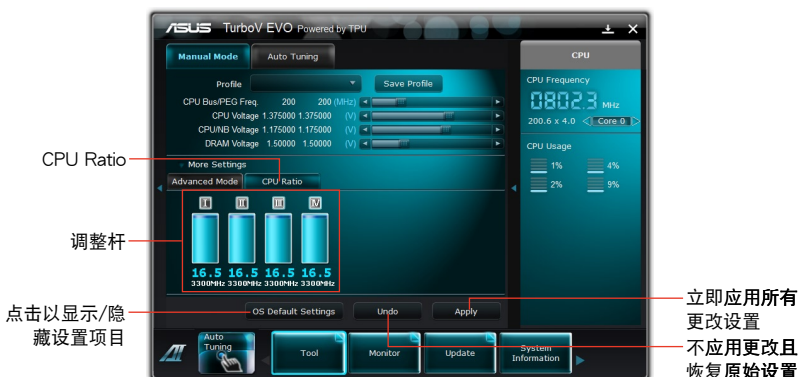 ASUS TurboV EVO Powered by TPU
Manual Mode Auto Tuning
Profile Save Profile
CPU Bus/PEG Freq. 200 200 (MHz)
CPU Voltage 1.375000 1.375000 (V)
CPU/NB Voltage 1.175000 1.175000 (V)
DRAM Voltage 1.50000 1.50000 (V)
More Settings
Advanced Mode CPU Ratio
I II III IV
16.5 16.5 16.5 16.5
3300MHz 3300MHz 3300MHz 3300MHz
OS Default Settings Undo Apply
Auto
Tuning
Tool
Monitor
Update
System
Information
CPU
CPU Frequency
0802.3 MHz
200.6 x 4.0 Core 0
CPU Usage
1% 4%
2% 9%
CPU Ratio
调整杆
点击以显示/隐
藏设置项目
立即应用所有
更改设置
不应用更改且
恢复原始设置